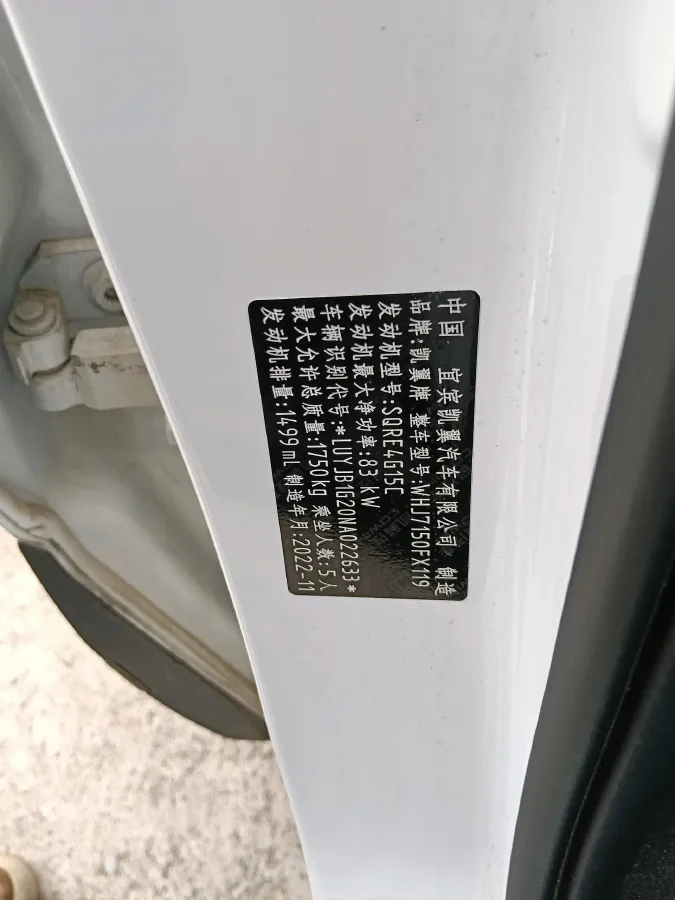 中国 宜宾凯翼汽车有限公司 制造
品牌:凯翼牌 整车型号:WHJ7150FX119
发动机型号:SQRE4G15C
发动机最大净功率:83 kW
车辆识别代号:*LUYJB1G20NA022633*
最大允许总质量:1750kg 乘坐人数:5人
发动机排量:1499mL 制造年月:2022-11